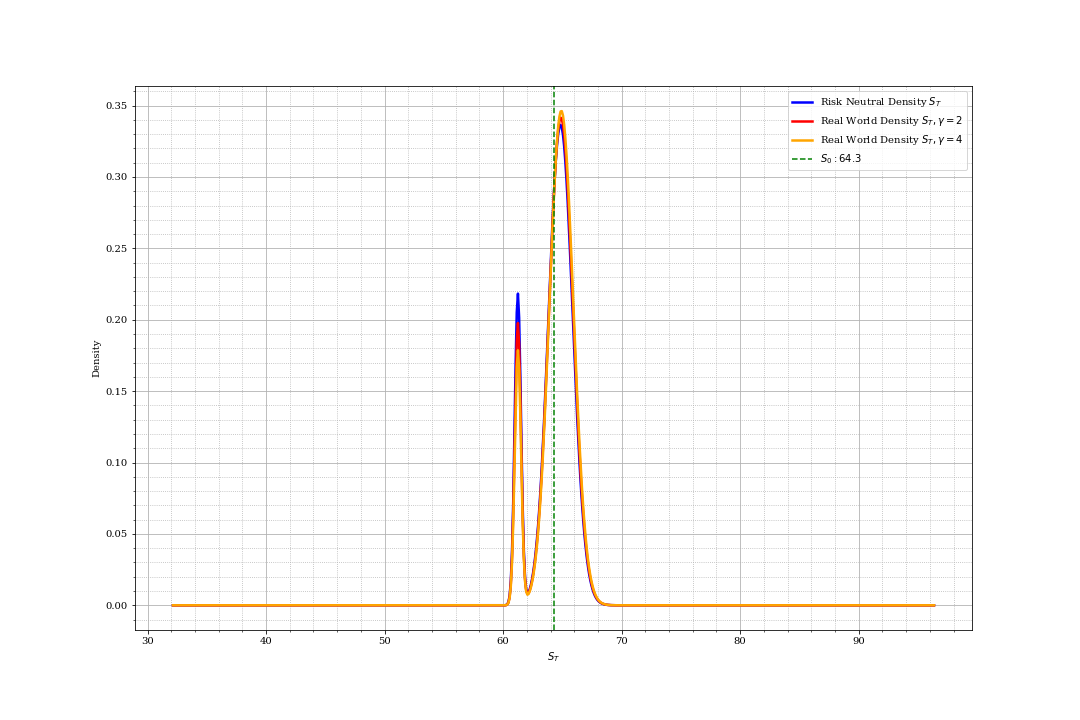 0.35
0.30
0.25
0.20
0.15
0.10
0.05
0.00
Density
30 40 50 60 70 80 90
S_T
Risk Neutral Density S_T
Real World Density S_T, γ = 2
Real World Density S_T, γ = 4
S_0 : 64.3